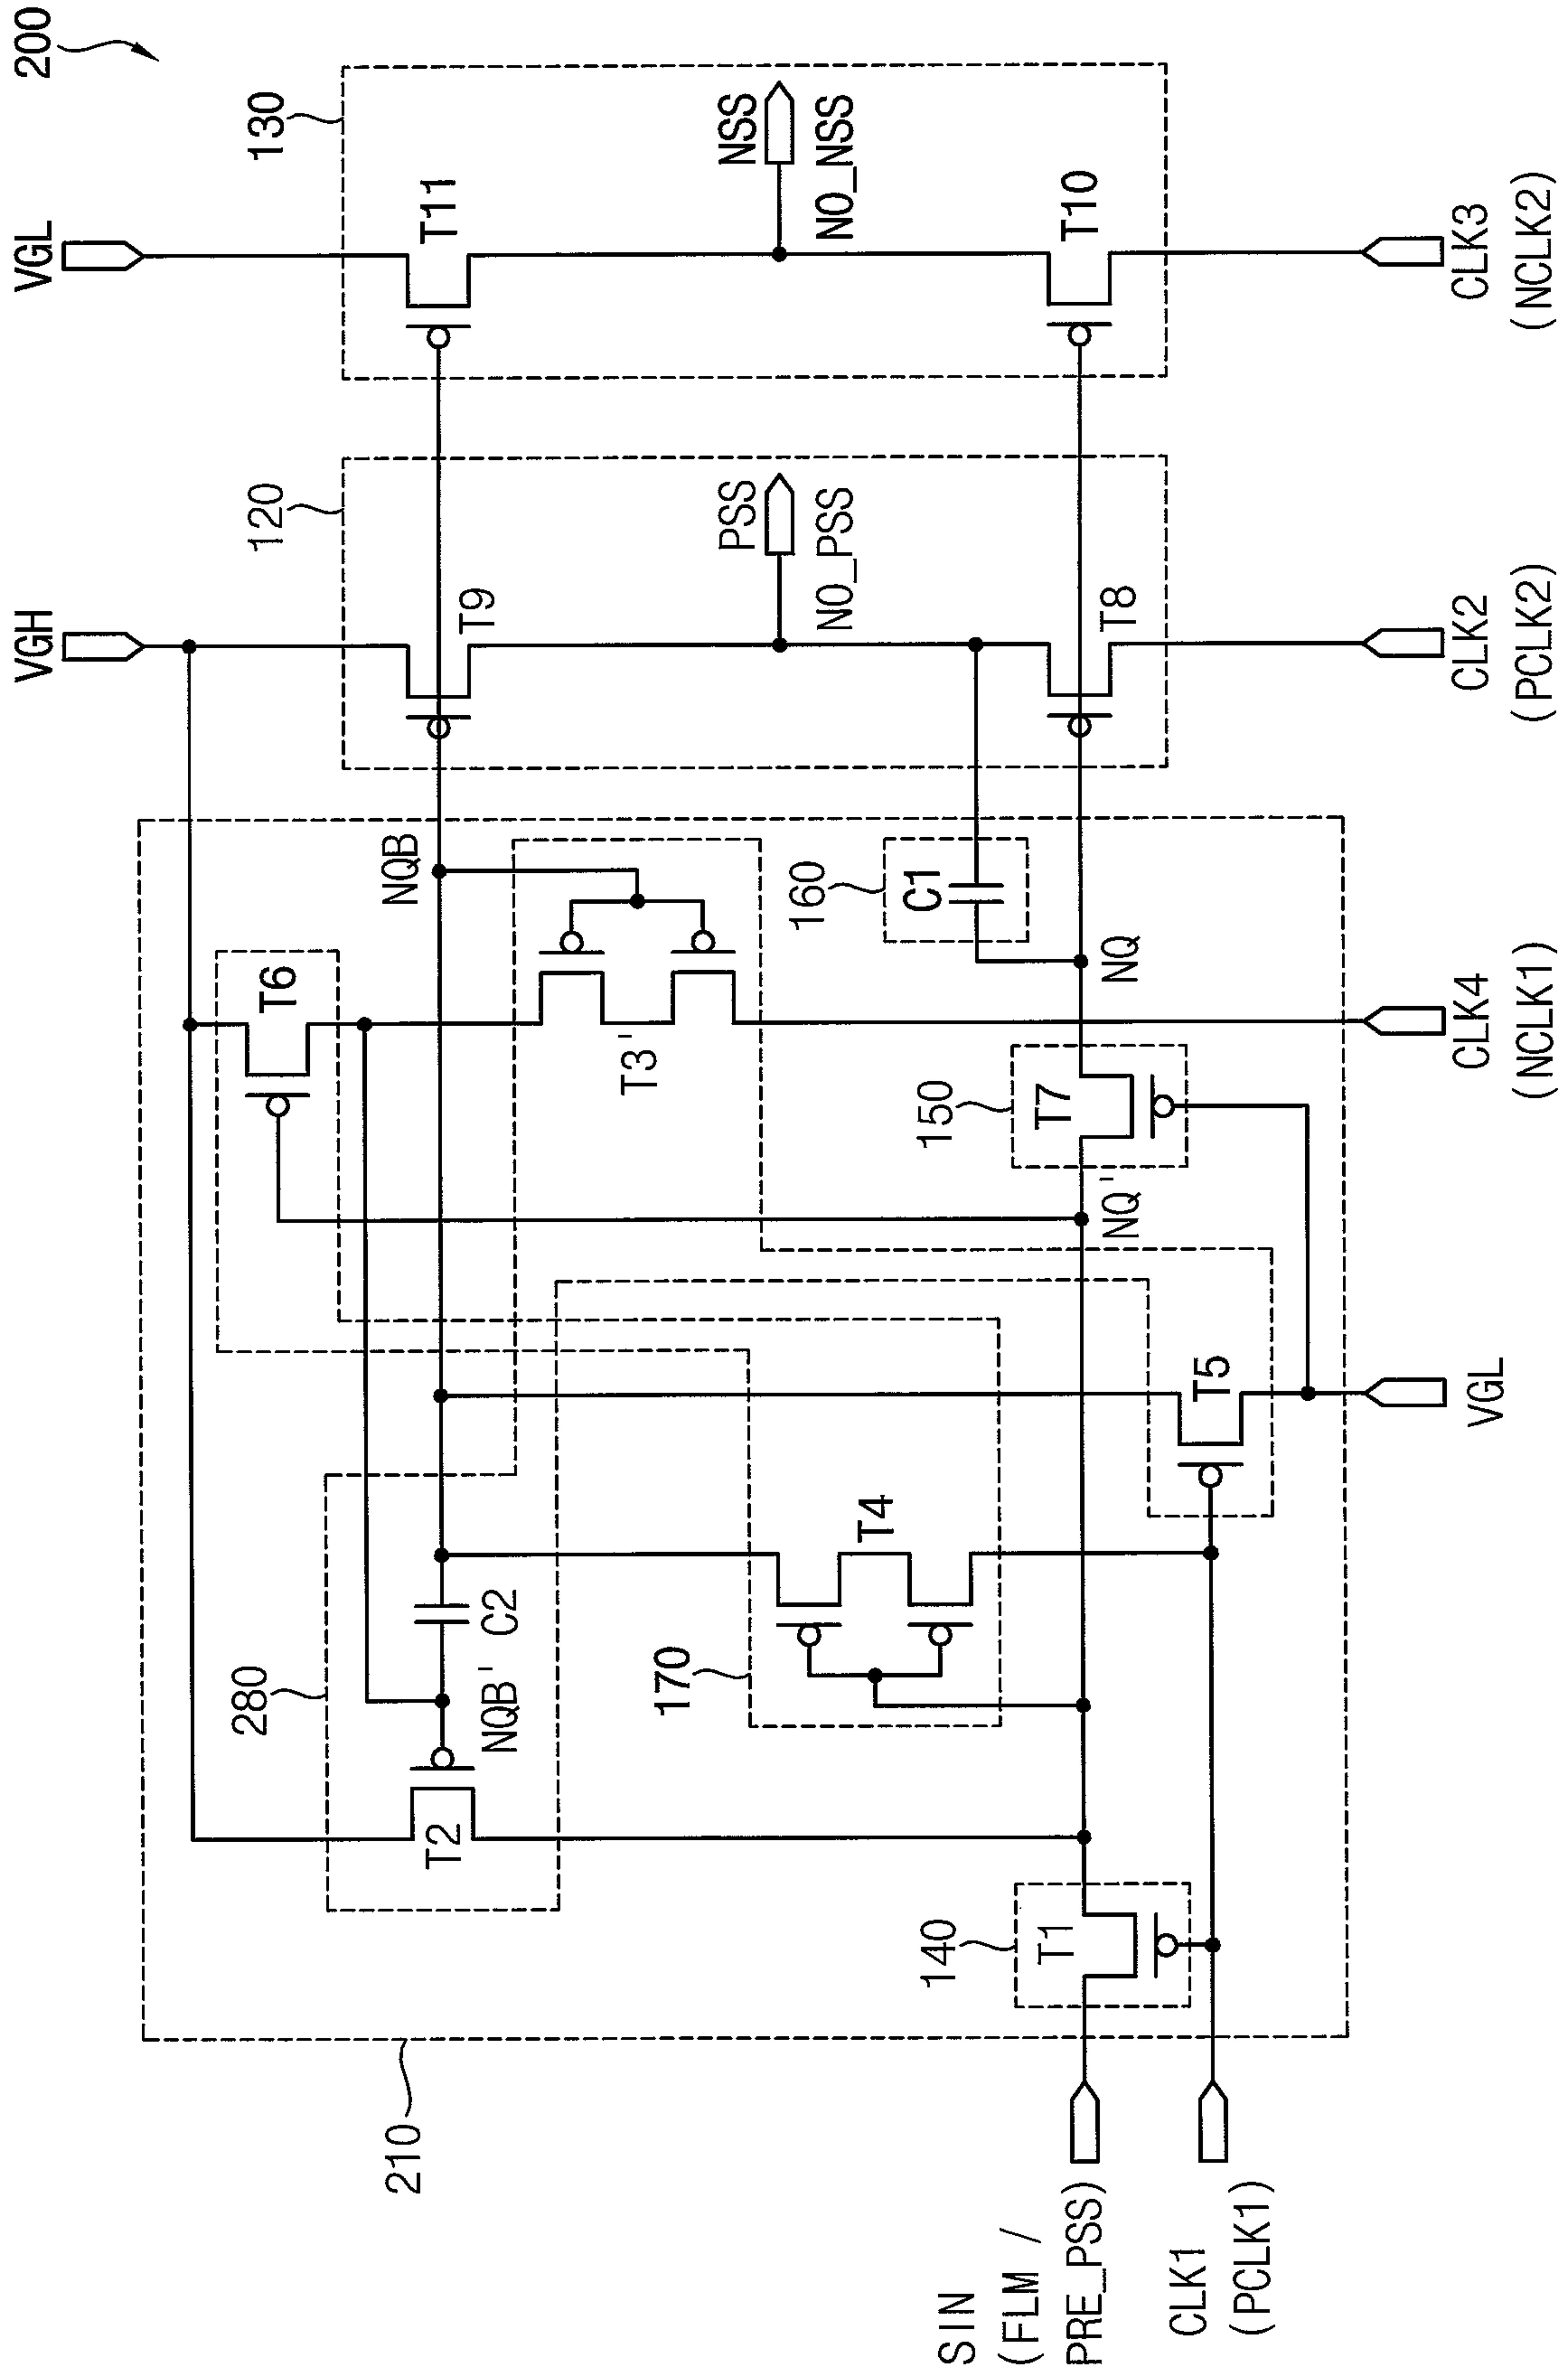 200
VGL
VGH
130
T11
NSS
NO_NSS
T10
CLK3
(NCLK2)
120
T9
PSS
NO_PSS
T8
CLK2
(PCLK2)
NQB
T6
T3'
160
C1
NQ
150
T7
NQ'
CLK4
(NCLK1)
280
C2
NQB'
T2
170
T4
T5
VGL
140
T1
210
SIN
(FLM /
PRE_PSS)
CLK1
(PCLK1)